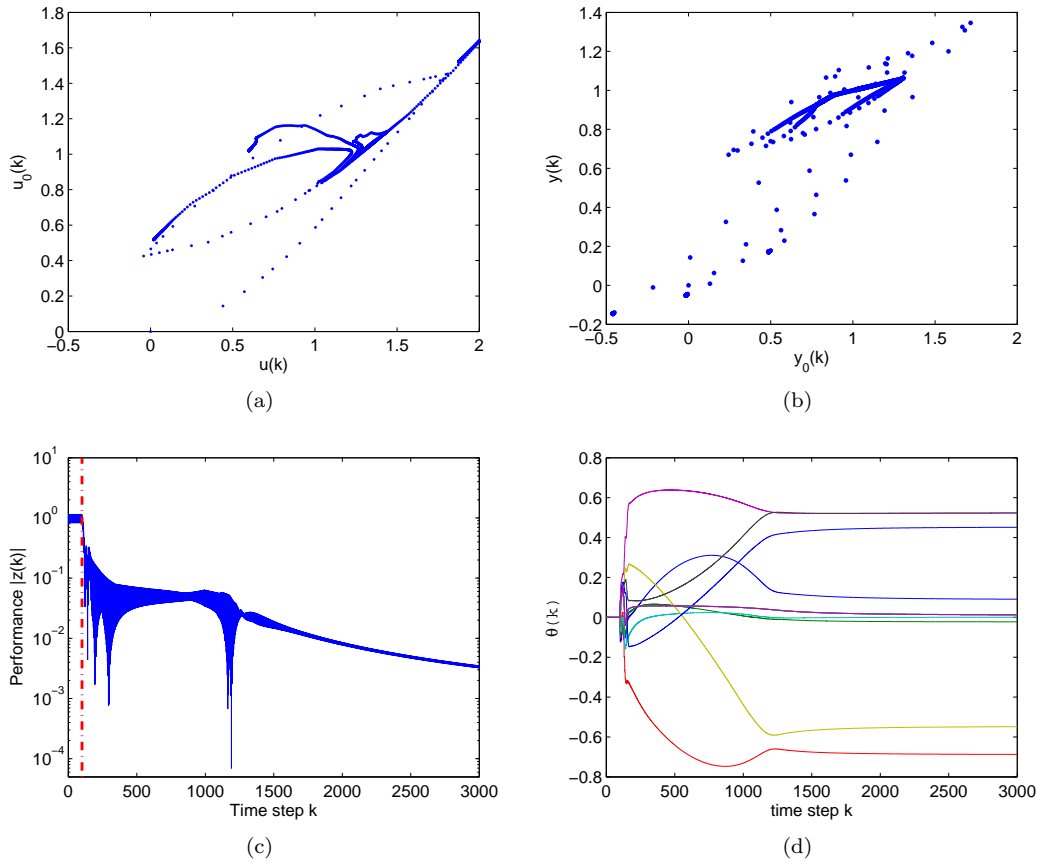 1.8
1.6
1.4
1.2
1
0.8
0.6
0.4
0.2
0
u_0(k)
−0.5 0 0.5 1 1.5 2
u(k)
(a)
1.4
1.2
1
0.8
0.6
0.4
0.2
0
−0.2
y(k)
−0.5 0 0.5 1 1.5 2
y_0(k)
(b)
10^1
10^0
10^−1
10^−2
10^−3
10^−4
Performance |z(k)|
0 500 1000 1500 2000 2500 3000
Time step k
(c)
0.8
0.6
0.4
0.2
0
−0.2
−0.4
−0.6
−0.8
θ (k)
0 500 1000 1500 2000 2500 3000
time step k
(d)